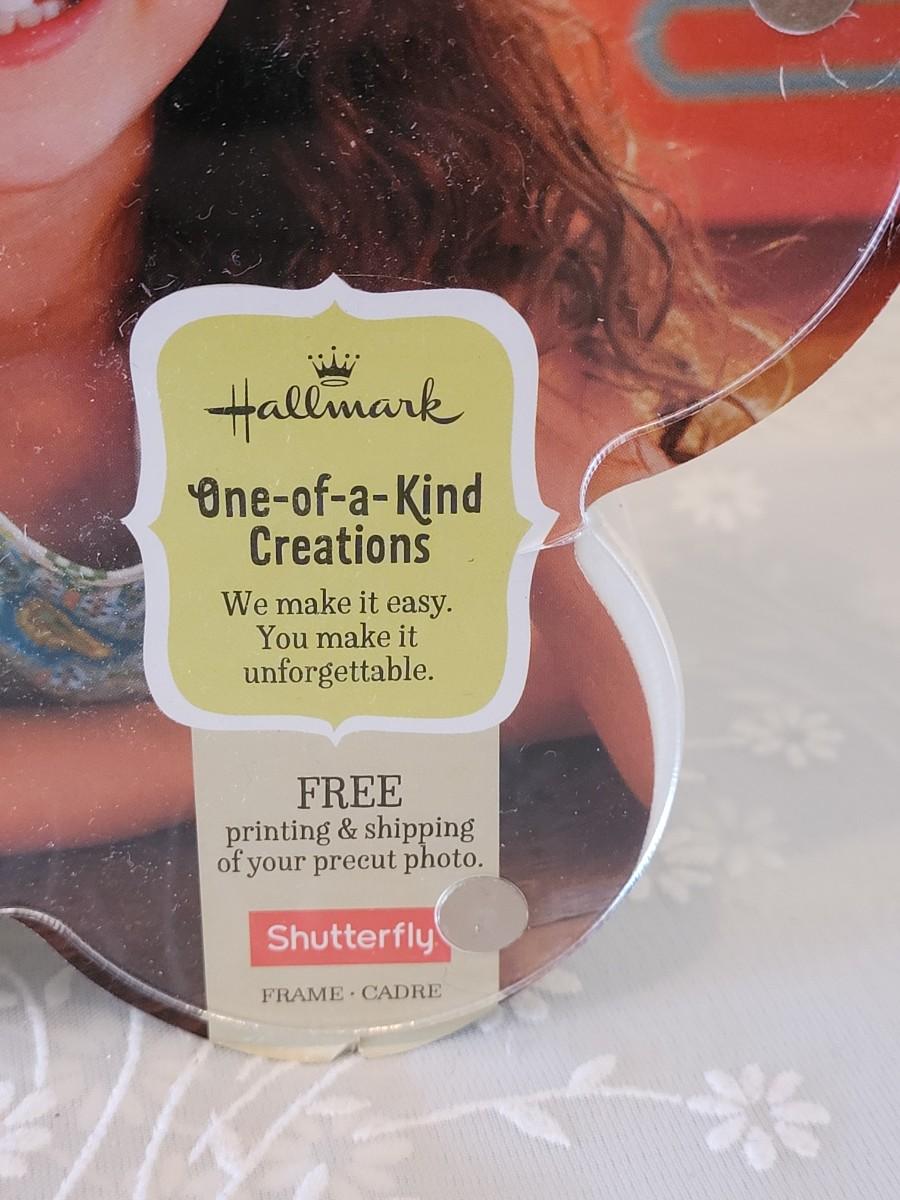 Hallmark
One-of-a-Kind
Creations
We make it easy.
You make it
unforgettable.
FREE
printing & shipping
of your precut photo.
Shutterfly
FRAME · CADRE